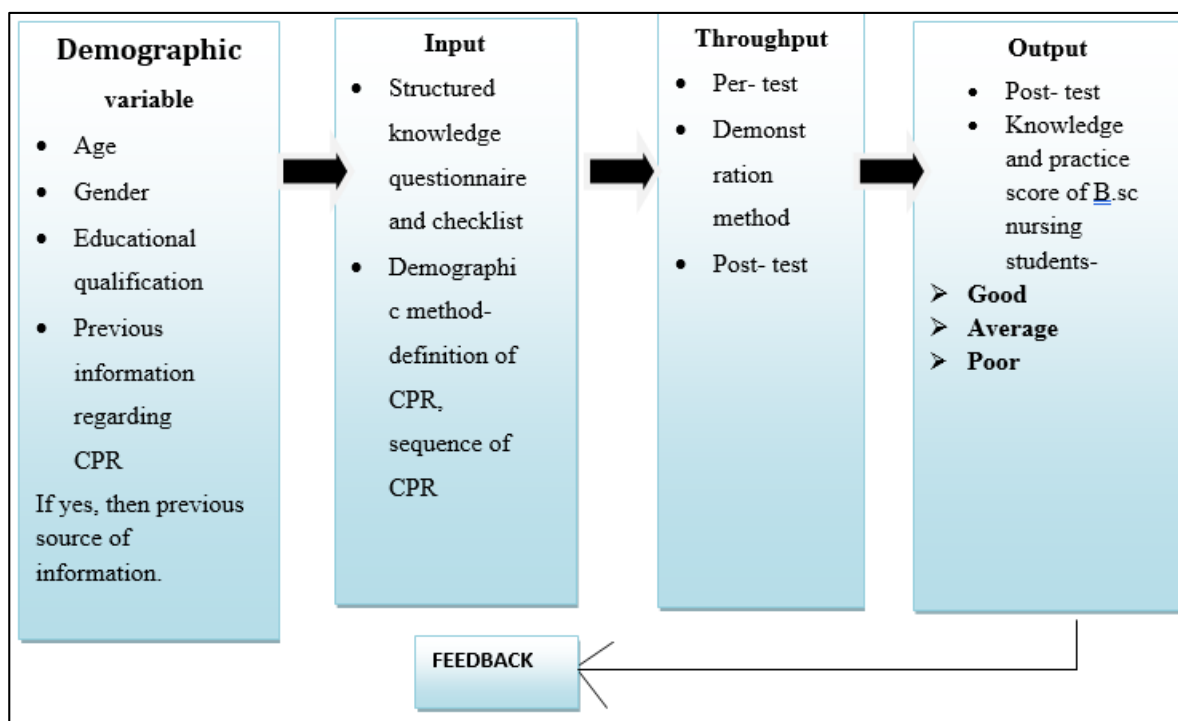 Demographic
variable
• Age
• Gender
• Educational
qualification
• Previous
information
regarding
CPR
If yes, then previous
source of
information.
Input
• Structured
knowledge
questionnaire
and checklist
• Demographi
c method-
definition of
CPR,
sequence of
CPR
Throughput
• Per- test
• Demonst
ration
method
• Post- test
Output
• Post- test
• Knowledge
and practice
score of B.sc
nursing
students-
➢ Good
➢ Average
➢ Poor
FEEDBACK